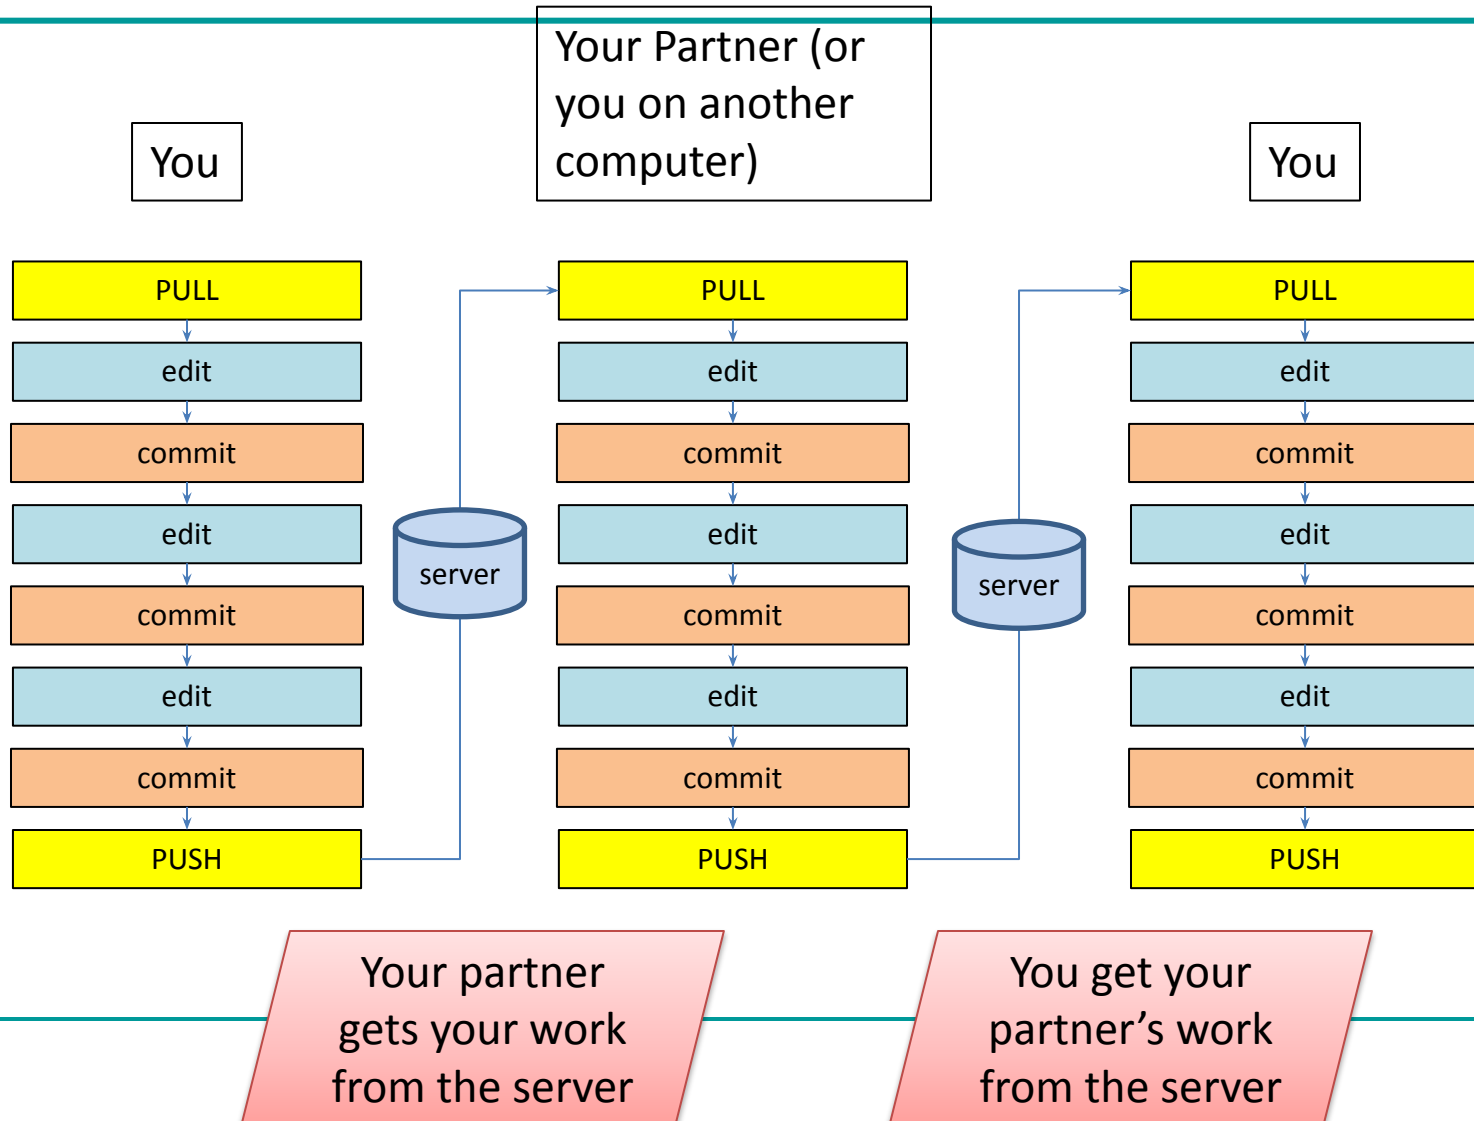 You
Your Partner (or
you on another
computer)
You
PULL
edit
commit
edit
commit
edit
commit
PUSH
server
PULL
edit
commit
edit
commit
edit
commit
PUSH
server
PULL
edit
commit
edit
commit
edit
commit
PUSH
Your partner
gets your work
from the server
You get your
partner’s work
from the server